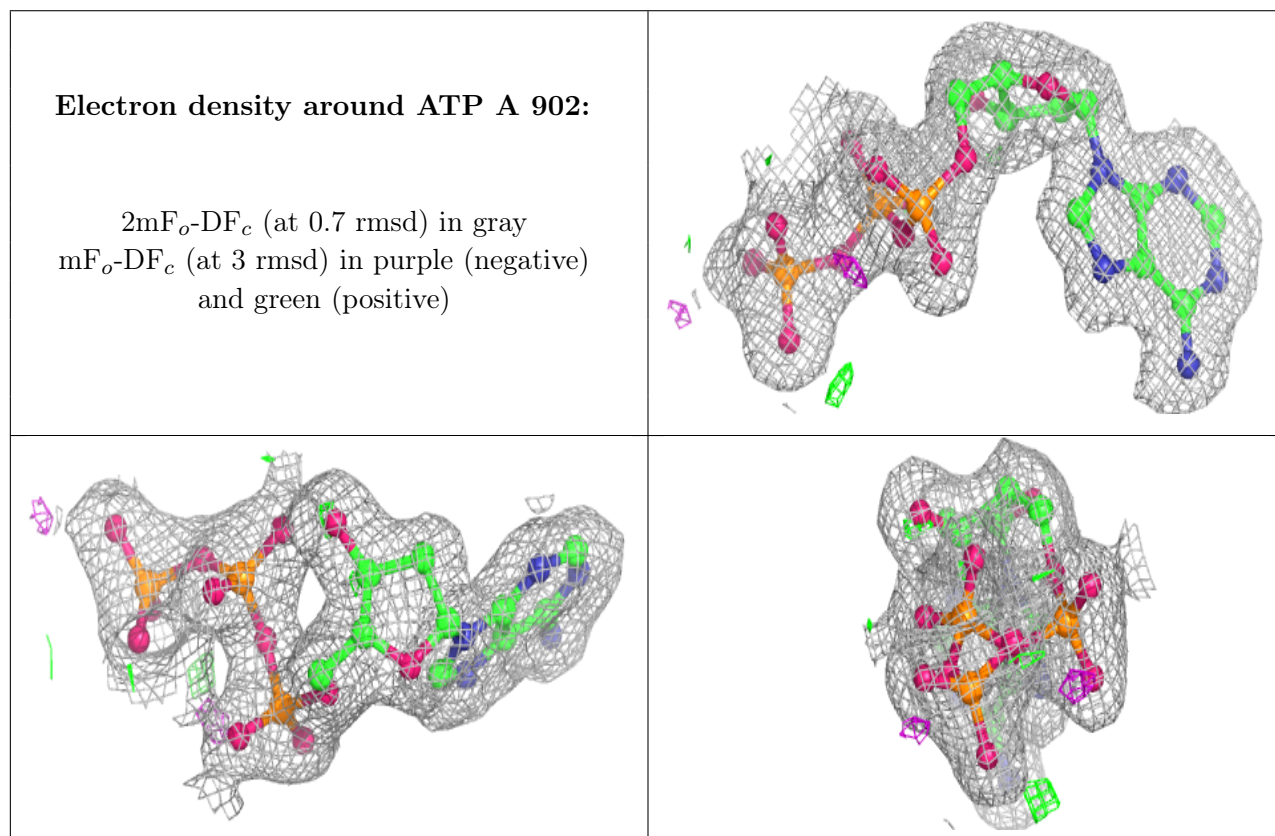 Electron density around ATP A 902:
2mFo-DFc (at 0.7 rmsd) in gray
mFo-DFc (at 3 rmsd) in purple (negative)
and green (positive)